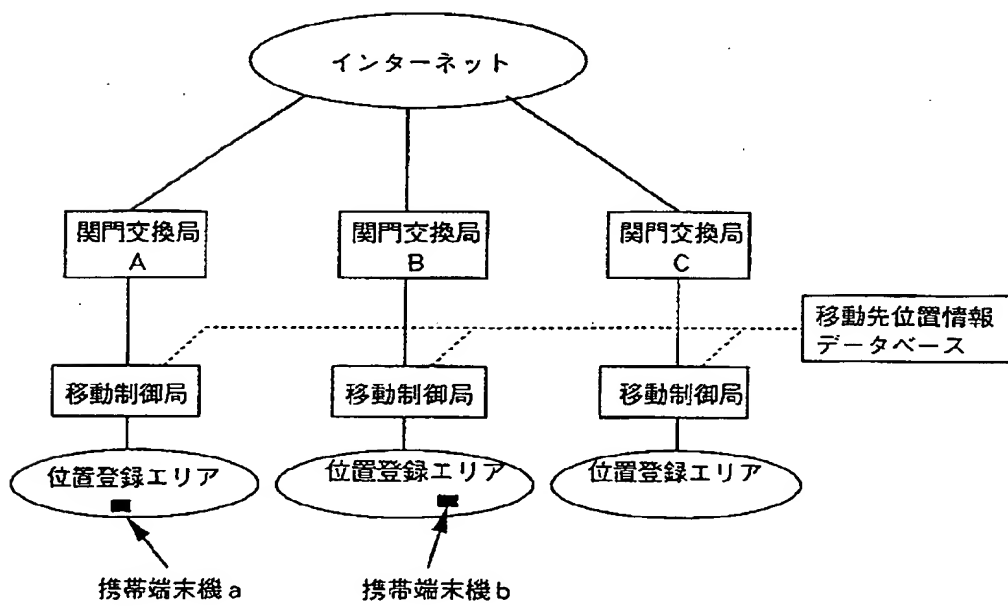 インターネット
関門交換局
A
関門交換局
B
関門交換局
C
移動先位置情報
データベース
移動制御局
移動制御局
移動制御局
位置登録エリア
位置登録エリア
位置登録エリア
携帯端末機a
携帯端末機b